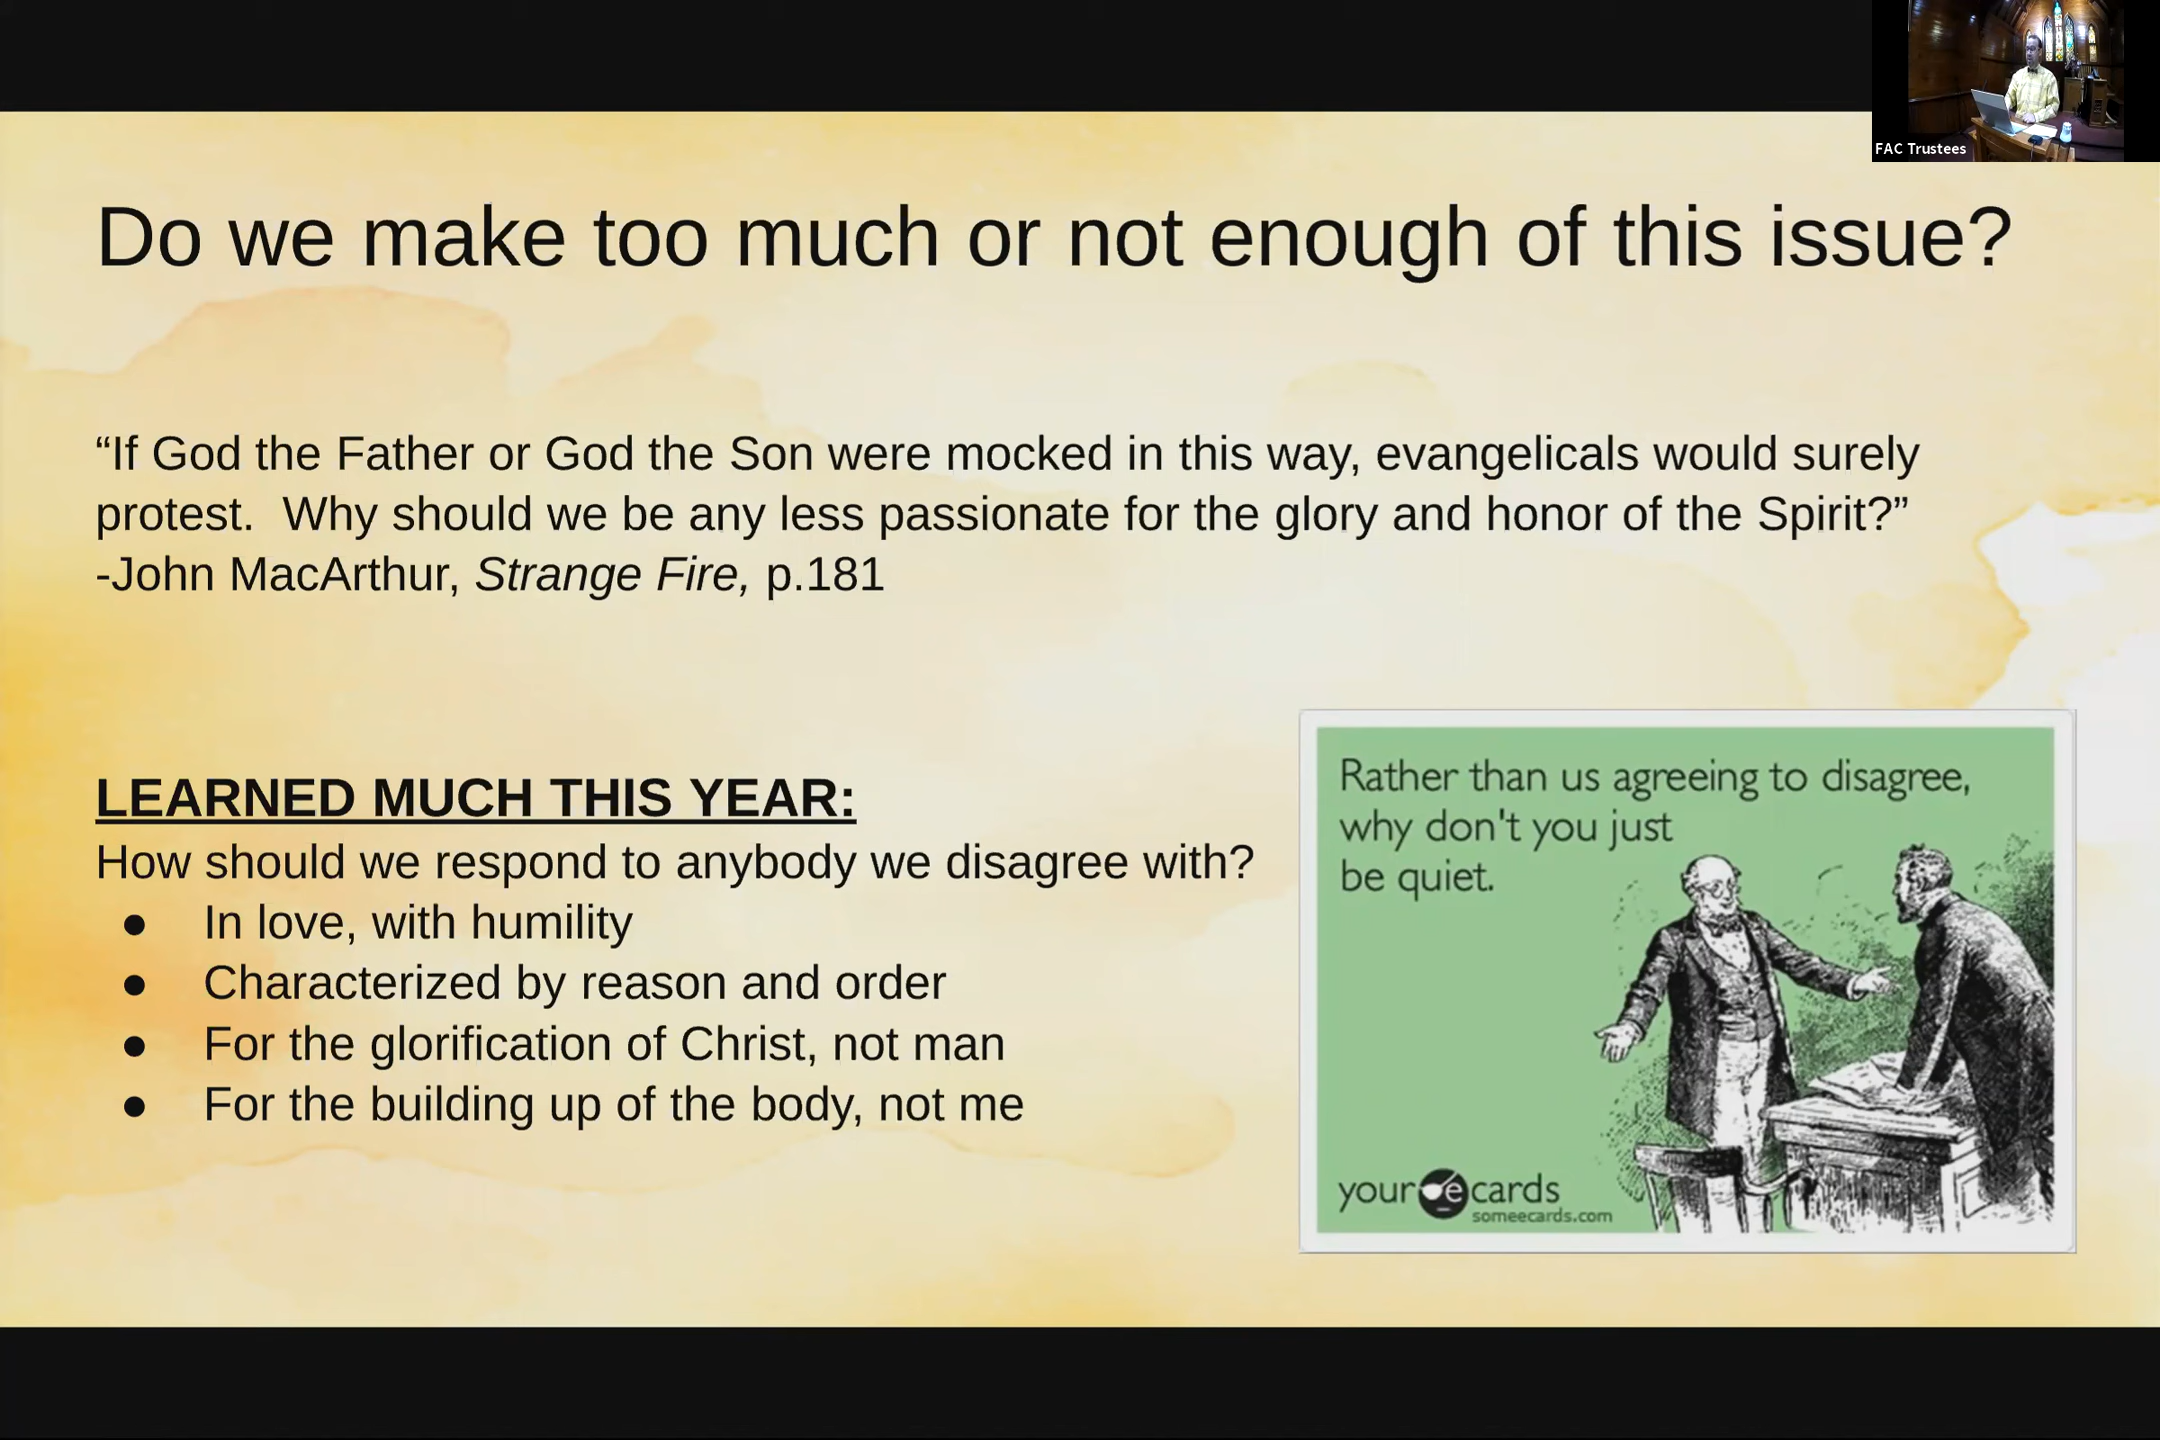 FAC Trustees
Do we make too much or not enough of this issue?
“If God the Father or God the Son were mocked in this way, evangelicals would surely
protest.  Why should we be any less passionate for the glory and honor of the Spirit?”
-John MacArthur, Strange Fire, p.181
LEARNED MUCH THIS YEAR:
How should we respond to anybody we disagree with?
● In love, with humility
● Characterized by reason and order
● For the glorification of Christ, not man
● For the building up of the body, not me
Rather than us agreeing to disagree,
why don't you just
be quiet.
your e cards
someecards.com